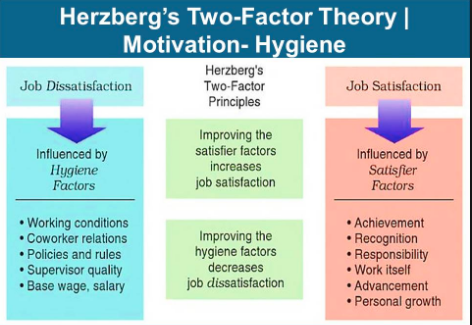 Herzberg's Two-Factor Theory |
Motivation- Hygiene
Job Dissatisfaction
Influenced by
Hygiene
Factors
• Working conditions
• Coworker relations
• Policies and rules
• Supervisor quality
• Base wage, salary
Herzberg's
Two-Factor
Principles
Improving the
satisfier factors
increases
job satisfaction
Improving the
hygiene factors
decreases
job dissatisfaction
Job Satisfaction
Influenced by
Satisfier
Factors
• Achievement
• Recognition
• Responsibility
• Work itself
• Advancement
• Personal growth